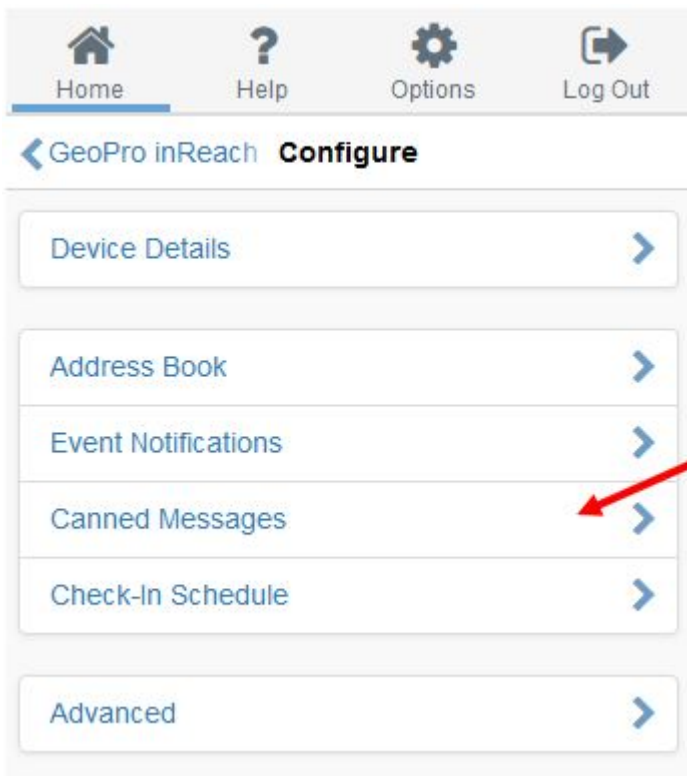 Home Help Options Log Out
GeoPro inReach Configure
Device Details
Address Book
Event Notifications
Canned Messages
Check-In Schedule
Advanced